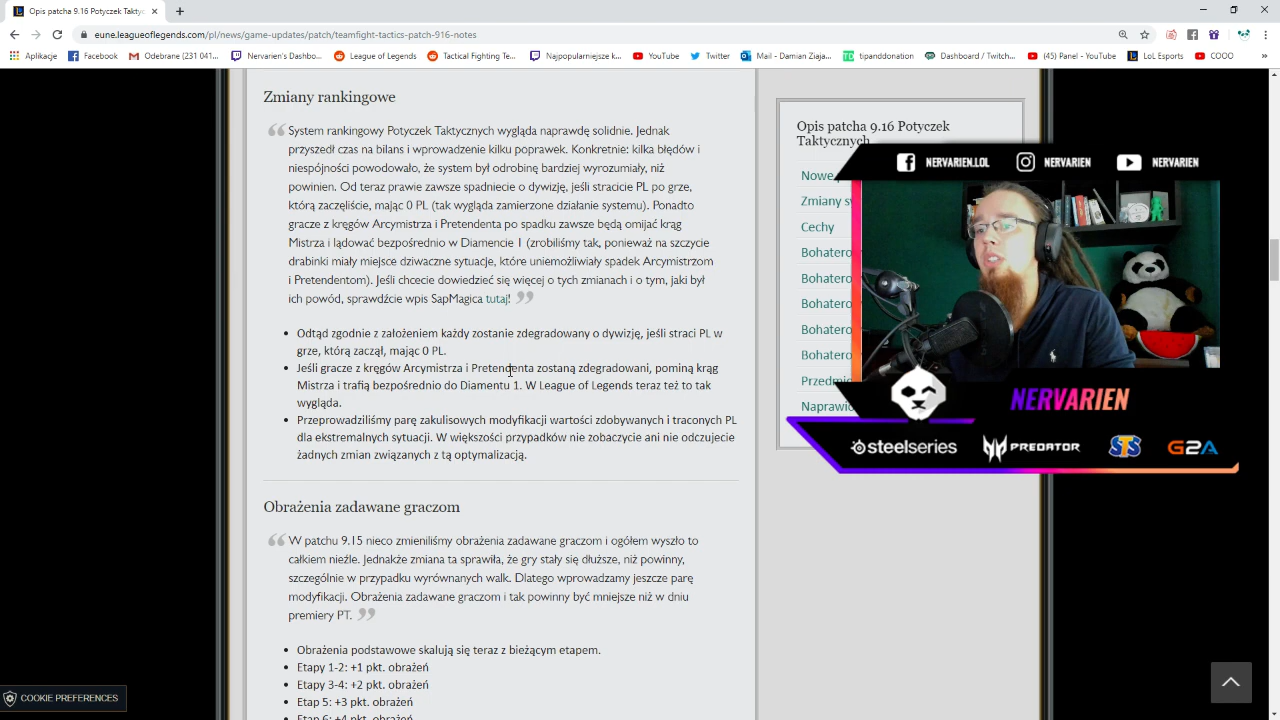 Opis patcha 9.16 Potyczek Taktyc
eune.leagueoflegends.com/pl/news/game-updates/patch/teamfight-tactics-patch-916-notes
Aplikacje Facebook Odebrane (231 041... Nervarien's Dashbo... League of Legends Tactical Fighting Te... Najpopularniejsze k... YouTube Twitter Mail - Damian Ziaja... tipanddonation Dashboard / Twitch... (45) Panel - YouTube LoL Esports COOO »
Zmiany rankingowe
System rankingowy Potyczek Taktycznych wygląda naprawdę solidnie. Jednak
przyszedł czas na bilans i wprowadzenie kilku poprawek. Konkretnie: kilka błędów i
niespójności powodowało, że system był odrobinę bardziej wyrozumiały, niż
powinien. Od teraz prawie zawsze spadniecie o dywizję, jeśli stracicie PL po grze,
którą zaczęliście, mając 0 PL (tak wygląda zamierzone działanie systemu). Ponadto
gracze z kręgów Arcymistrza i Pretendenta po spadku zawsze będą omijać krąg
Mistrza i lądować bezpośrednio w Diamencie 1 (zrobiliśmy tak, ponieważ na szczycie
drabinki miały miejsce dziwaczne sytuacje, które uniemożliwiały spadek Arcymistrzom
i Pretendentom). Jeśli chcecie dowiedzieć się więcej o tych zmianach i o tym, jaki był
ich powód, sprawdźcie wpis SapMagica tutaj!
Odtąd zgodnie z założeniem każdy zostanie zdegradowany o dywizję, jeśli straci PL w
grze, którą zaczął, mając 0 PL.
Jeśli gracze z kręgów Arcymistrza i Pretendenta zostaną zdegradowani, pominą krąg
Mistrza i trafią bezpośrednio do Diamentu 1. W League of Legends teraz też to tak
wygląda.
Przeprowadziliśmy parę zakulisowych modyfikacji wartości zdobywanych i traconych PL
dla ekstremalnych sytuacji. W większości przypadków nie zobaczycie ani nie odczujecie
żadnych zmian związanych z tą optymalizacją.
Obrażenia zadawane graczom
W patchu 9.15 nieco zmieniliśmy obrażenia zadawane graczom i ogółem wyszło to
całkiem nieźle. Jednakże zmiana ta sprawiła, że gry stały się dłuższe, niż powinny,
szczególnie w przypadku wyrównanych walk. Dlatego wprowadzamy jeszcze parę
modyfikacji. Obrażenia zadawane graczom i tak powinny być mniejsze niż w dniu
premiery PT.
Obrażenia podstawowe skalują się teraz z bieżącym etapem.
Etapy 1-2: +1 pkt. obrażeń
Etapy 3-4: +2 pkt. obrażeń
Etap 5: +3 pkt. obrażeń
Etap 6: +4 pkt. obrażeń
Opis patcha 9.16 Potyczek
Taktycznych
Nowe
Zmiany s
Cechy
Bohatero
Bohatero
Bohatero
Bohatero
Bohatero
Przedmio
Naprawio
NERVARIEN.LOL NERVARIEN NERVARIEN
NERVARIEN
steelseries PREDATOR STS G2A
COOKIE PREFERENCES